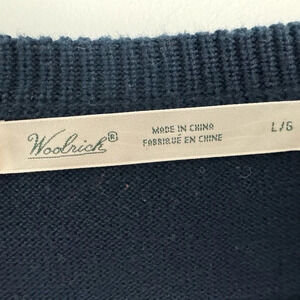 Woolrich®
MADE IN CHINA
FABRIQUÉ EN CHINE
L/G